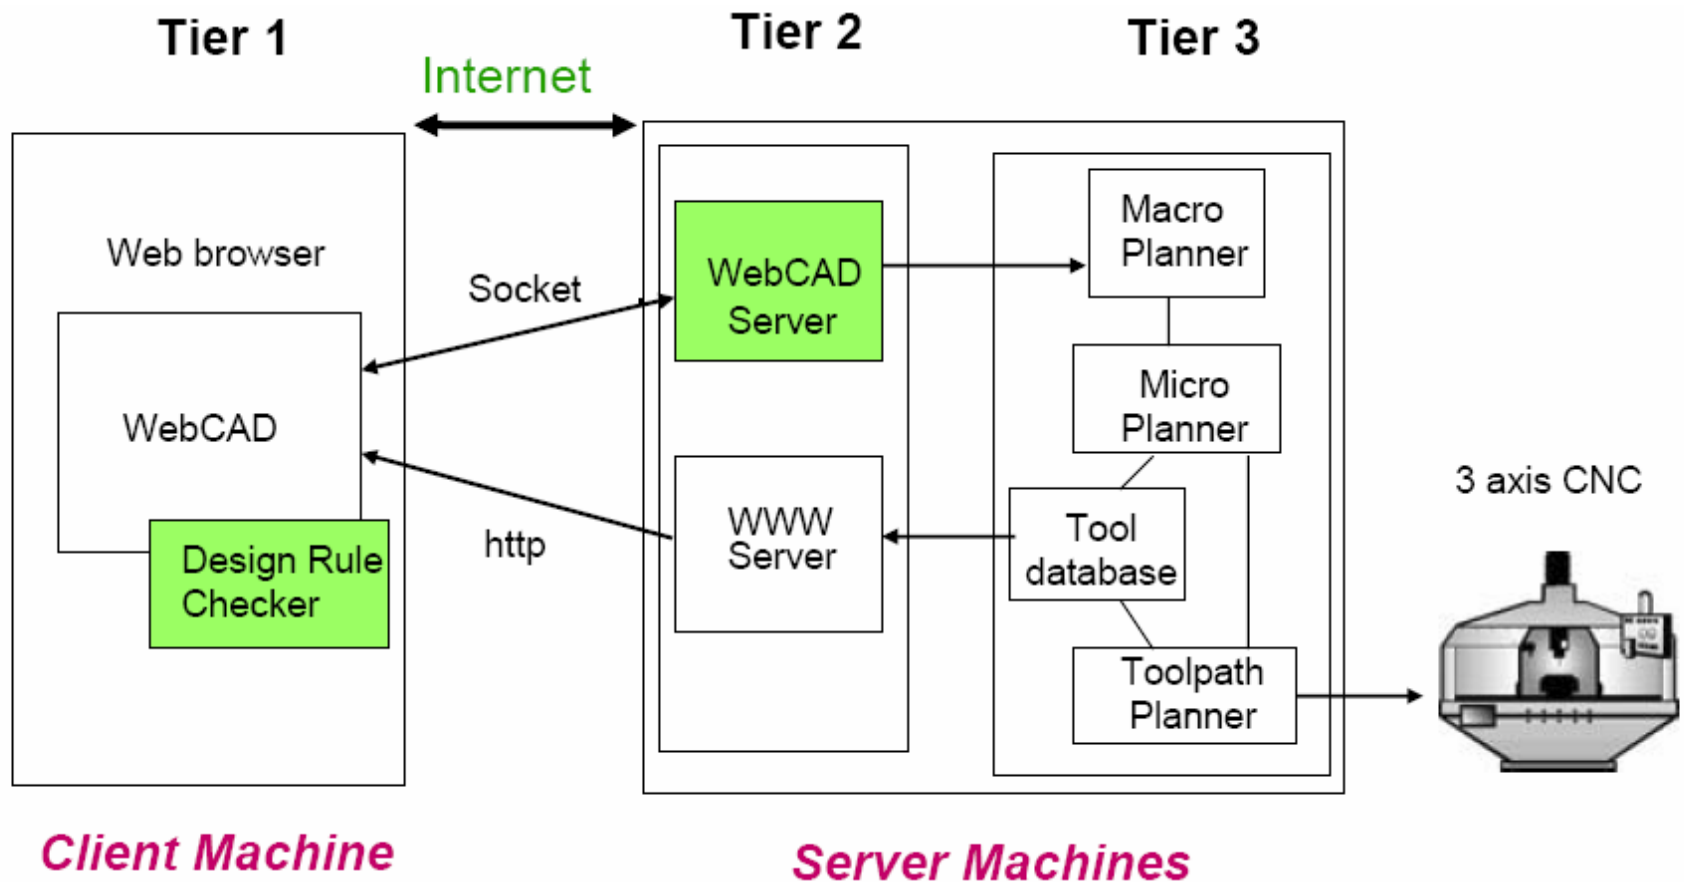 Tier 1
Tier 2
Tier 3
Internet
Web browser
WebCAD
Design Rule
Checker
Socket
http
WebCAD
Server
WWW
Server
Macro
Planner
Micro
Planner
Tool
database
Toolpath
Planner
3 axis CNC
Client Machine
Server Machines